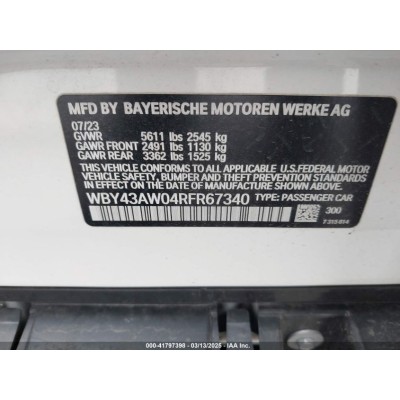 MFD BY BAYERISCHE MOTOREN WERKE AG
07/23
GVWR 5611 lbs 2545 kg
GAWR FRONT 2491 lbs 1130 kg
GAWR REAR 3362 lbs 1525 kg
THIS VEHICLE CONFORMS TO ALL APPLICABLE U.S. FEDERAL MOTOR
VEHICLE SAFETY, BUMPER, AND THEFT PREVENTION STANDARDS
IN EFFECT ON THE DATE OF MANUFACTURE SHOWN ABOVE.
WBY43AW04RFR67340 TYPE: PASSENGER CAR
300
000-41797398 - 03/13/2025 - IAA Inc.